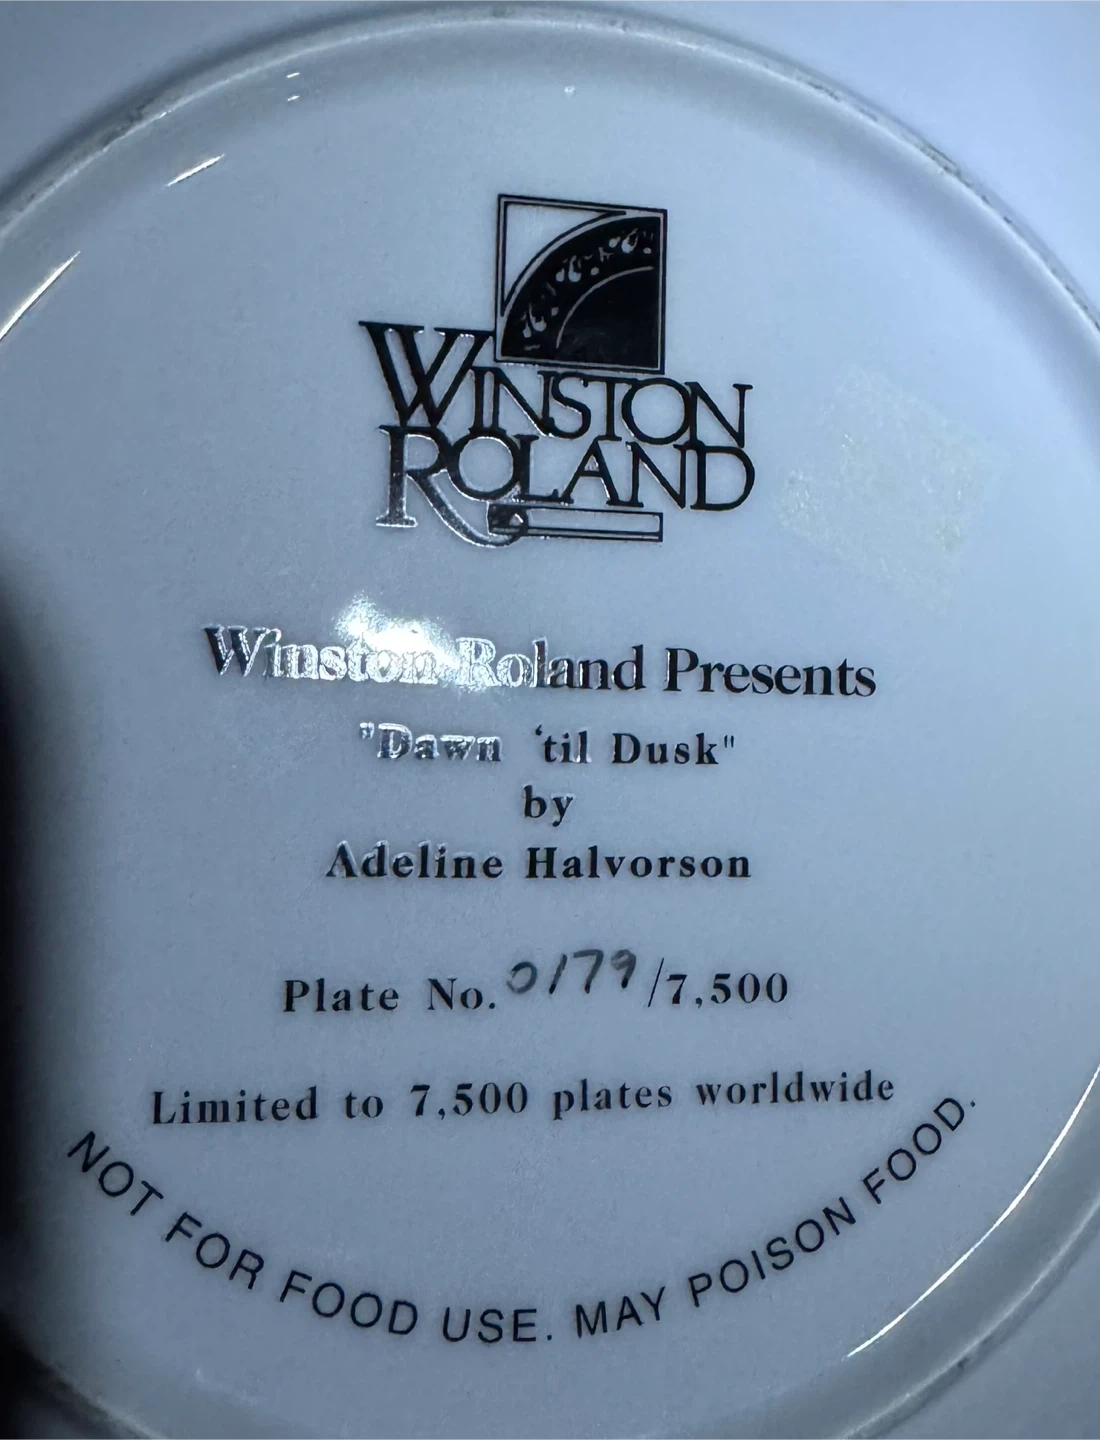 WINSTON
ROLAND
Winston Roland Presents
"Dawn 'til Dusk"
by
Adeline Halvorson
Plate No. 0179/7,500
Limited to 7,500 plates worldwide
NOT FOR FOOD USE. MAY POISON FOOD.